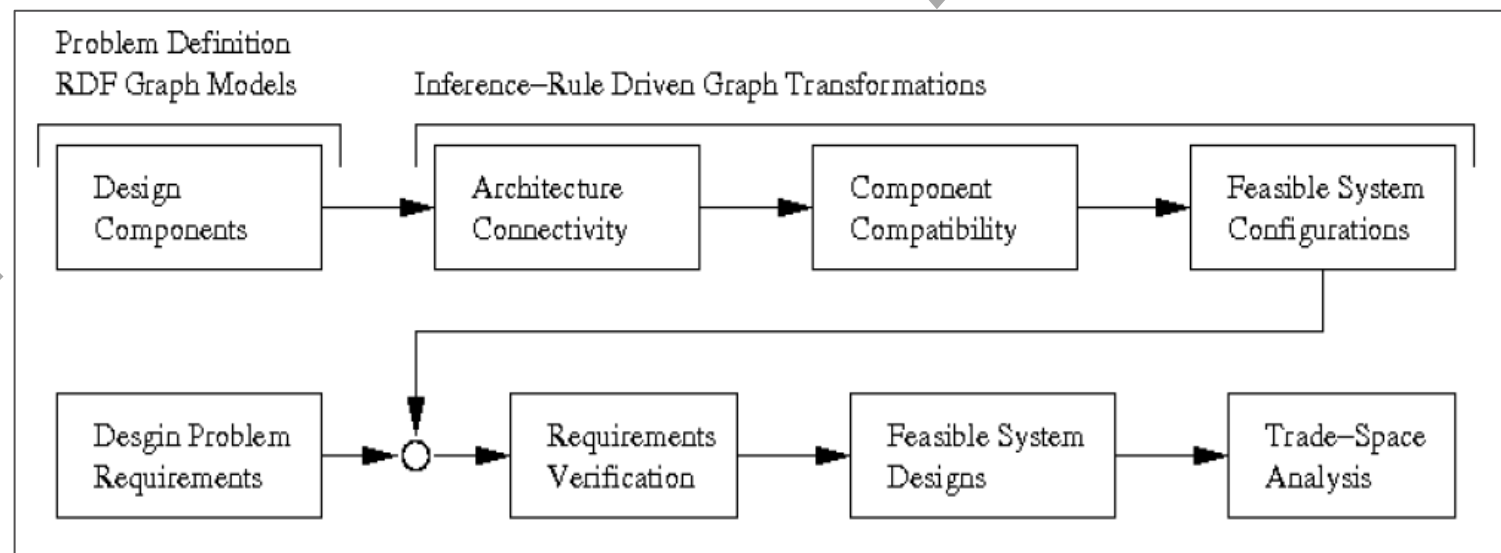 Problem Definition
RDF Graph Models
Inference-Rule Driven Graph Transformations
Design
Components
Architecture
Connectivity
Component
Compatibility
Feasible System
Configurations
Desgin Problem
Requirements
Requirements
Verification
Feasible System
Designs
Trade-Space
Analysis